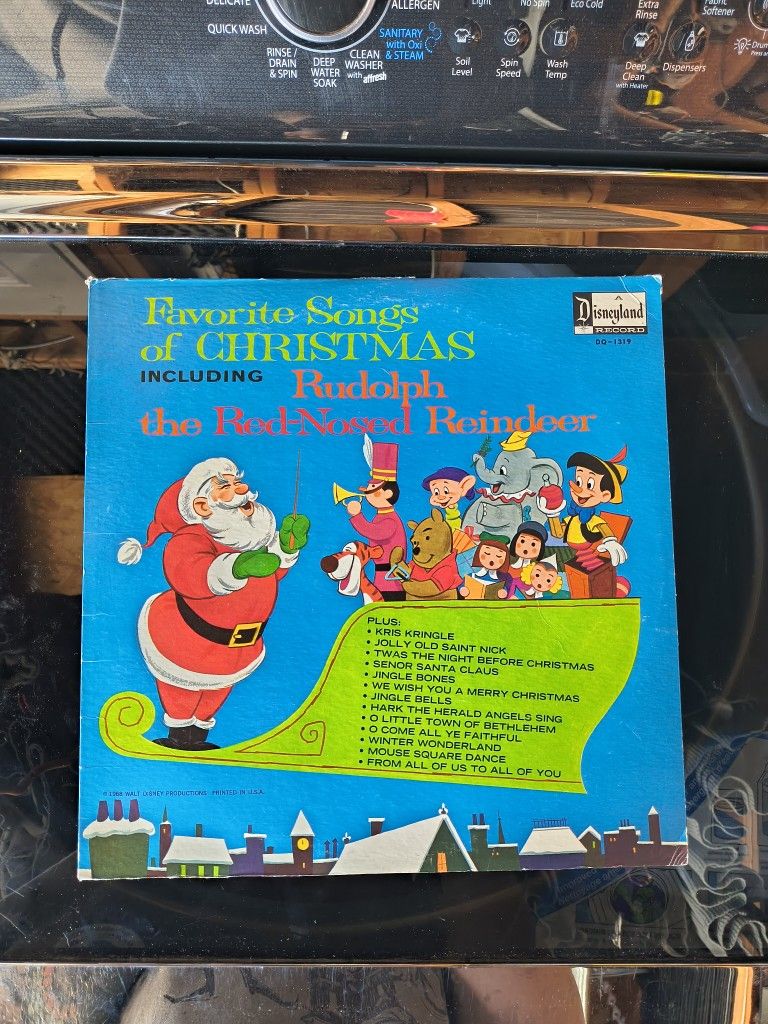 DELICATE
ALLERGEN
QUICK WASH
RINSE /
DRAIN
& SPIN
DEEP
WATER
SOAK
CLEAN
WASHER
with affresh
SANITARY
with Oxi
& STEAM
Light
No Spin
Eco Cold
Extra
Rinse
Fabric
Softener
Soil
Level
Spin
Speed
Wash
Temp
Deep
Clean
with Heater
Dispensers
Favorite Songs
of CHRISTMAS
INCLUDING Rudolph
the Red-Nosed Reindeer
Disneyland
RECORD
DQ-1319
PLUS:
• KRIS KRINGLE
• JOLLY OLD SAINT NICK
• TWAS THE NIGHT BEFORE CHRISTMAS
• SENOR SANTA CLAUS
• JINGLE BONES
• WE WISH YOU A MERRY CHRISTMAS
• JINGLE BELLS
• HARK THE HERALD ANGELS SING
• O LITTLE TOWN OF BETHLEHEM
• O COME ALL YE FAITHFUL
• WINTER WONDERLAND
• MOUSE SQUARE DANCE
• FROM ALL OF US TO ALL OF YOU
© 1968 WALT DISNEY PRODUCTIONS PRINTED IN U.S.A.